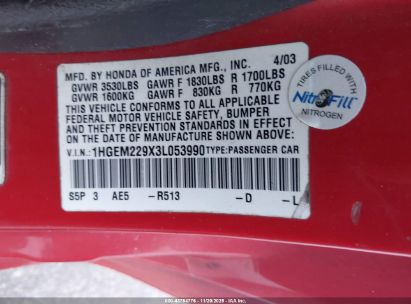 MFD. BY HONDA OF AMERICA MFG., INC. 4/03
GVWR 3530LBS GAWR F 1830LBS R 1700LBS
GVWR 1600KG GAWR F 830KG R 770KG
THIS VEHICLE CONFORMS TO ALL APPLICABLE
FEDERAL MOTOR VEHICLE SAFETY, BUMPER
AND THEFT PREVENTION STANDARDS IN EFFECT
ON THE DATE OF MANUFACTURE SHOWN ABOVE.
V.I.N.: 1HGEM229X3L053990 TYPE: PASSENGER CAR
S5P 3 AE5 -R513 -D -L
TIRES FILLED WITH
NitroFill
NITROGEN